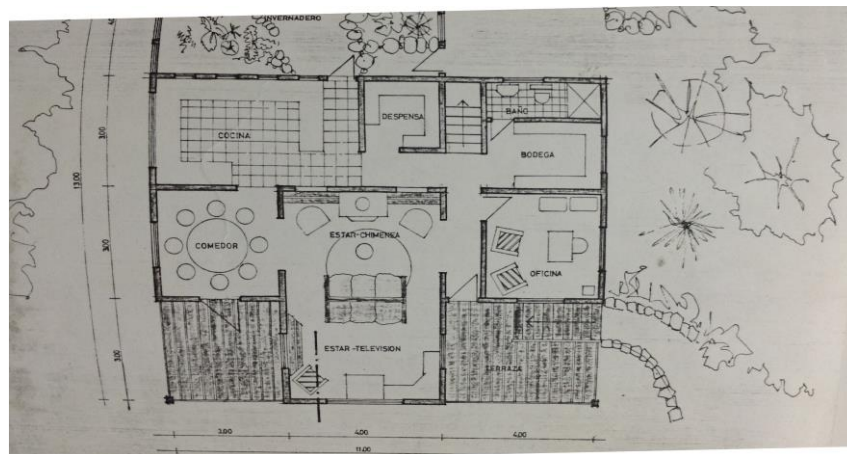 INVERNADERO
COCINA
DESPENSA
BAÑO
BODEGA
COMEDOR
ESTAR-CHIMENEA
OFICINA
ESTAR-TELEVISION
TERRAZA
3.00
3.00
3.00
13.00
3.00
4.00
4.00
11.00